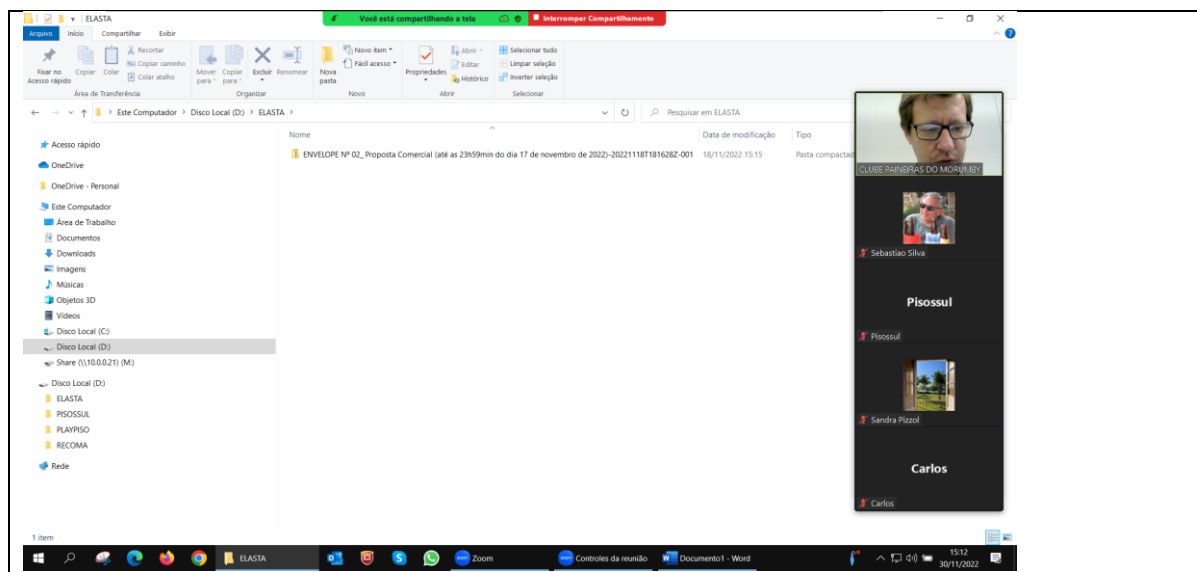 ELASTA
Você está compartilhando a tela
Interromper Compartilhamento
Arquivo Início Compartilhar Exibir
Fixar no Acesso rápido
Copiar
Colar
Recortar
Copiar caminho
Colar atalho
Mover para
Copiar para
Excluir
Renomear
Nova pasta
Novo item
Fácil acesso
Propriedades
Abrir
Editar
Histórico
Selecionar tudo
Limpar seleção
Inverter seleção
Área de Transferência Organizar Novo Abrir Selecionar
Este Computador > Disco Local (D:) > ELASTA >
Pesquisar em ELASTA
Nome Data de modificação Tipo
ENVELOPE Nº 02_ Proposta Comercial (até as 23h59min do dia 17 de novembro de 2022)-20221118T181628Z-001 18/11/2022 15:15 Pasta compactad
Acesso rápido
OneDrive
OneDrive - Personal
Este Computador
Área de Trabalho
Documentos
Downloads
Imagens
Músicas
Objetos 3D
Vídeos
Disco Local (C:)
Disco Local (D:)
Share (\\10.0.0.21) (M:)
Disco Local (D:)
ELASTA
PISOSSUL
PLAYPISO
RECOMA
Rede
CLUBE PAINEIRAS DO MORUMBY
Sebastiao Silva
Pisossul
Pisossul
Sandra Pizzol
Carlos
Carlos
1 item
ELASTA
Zoom
Controles da reunião
Documento1 - Word
15:12
30/11/2022